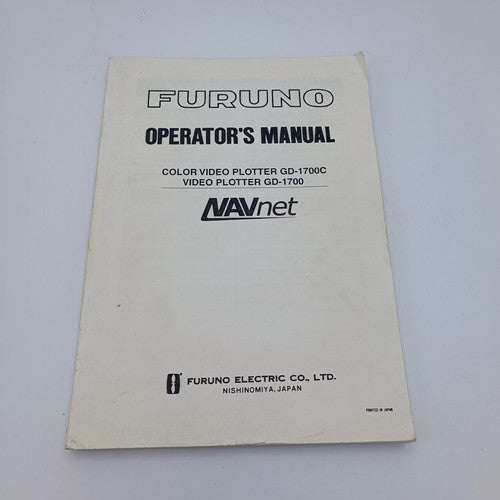 FURUNO
OPERATOR'S MANUAL
COLOR VIDEO PLOTTER GD-1700C
VIDEO PLOTTER GD-1700
NAVnet
FURUNO ELECTRIC CO., LTD.
NISHINOMIYA, JAPAN
PRINTED IN JAPAN